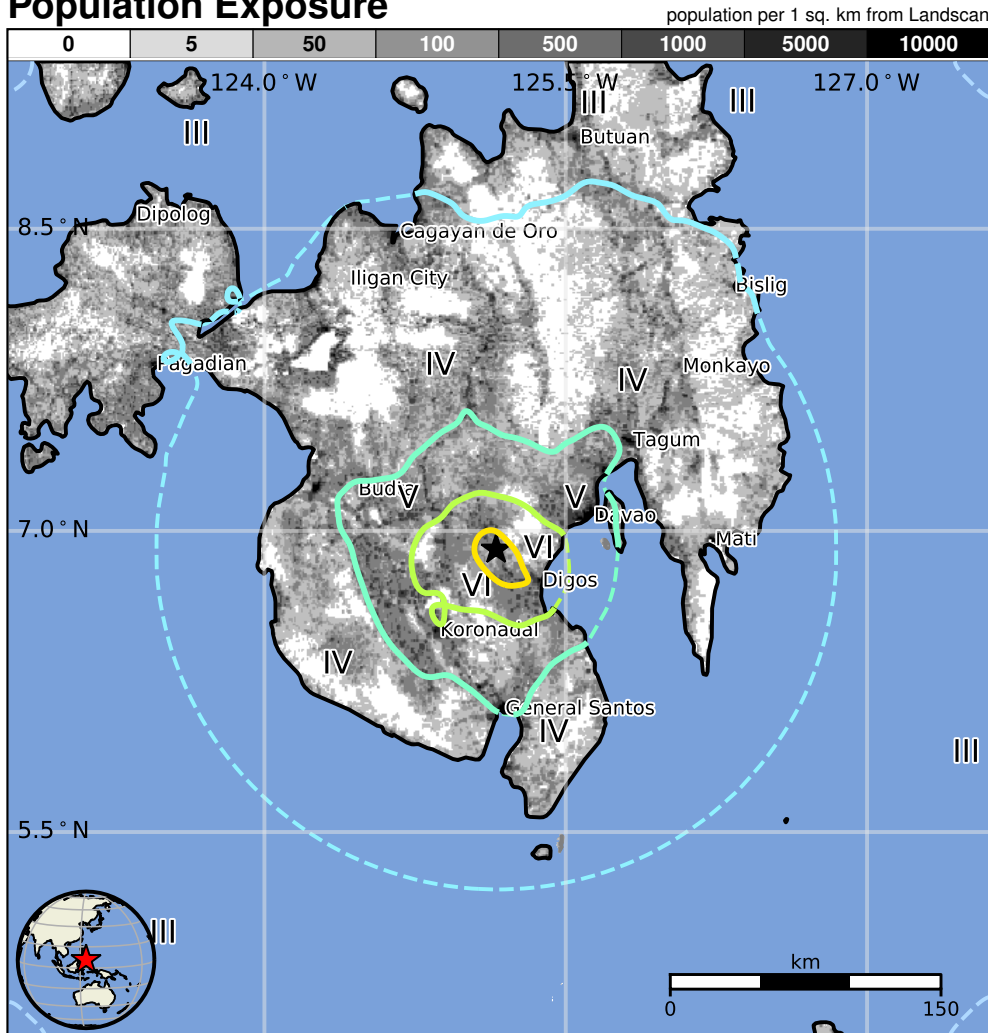 Population Exposure
population per 1 sq. km from Landscan
0 5 50 100 500 1000 5000 10000
124.0°W 125.5°W 127.0°W
III III III
Butuan
Dipolog
8.5°N
Cagayan de Oro
Iligan City
Bislig
Pagadian
IV IV
Monkayo
Tagum
Budia
V V
Davao
7.0°N
Mati
VI
VI
Digos
Koronadal
IV
General Santos
IV
III
5.5°N
III
km
0 150